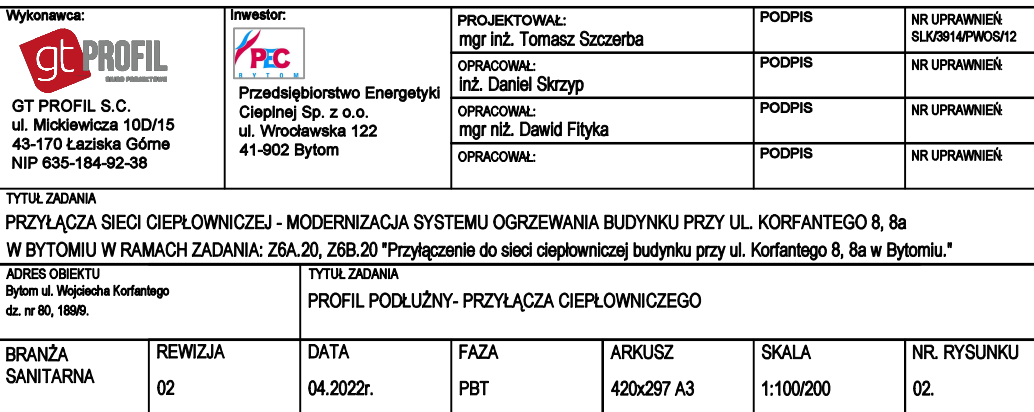 Wykonawca:
gt PROFIL
BIURO PROJEKTOWE
GT PROFIL S.C.
ul. Mickiewicza 10D/15
43-170 Łaziska Górne
NIP 635-184-92-38
Inwestor:
PEC
BYTOM
Przedsiębiorstwo Energetyki
Cieplnej Sp. z o.o.
ul. Wrocławska 122
41-902 Bytom
PROJEKTOWAŁ:
mgr inż. Tomasz Szczerba
PODPIS
NR UPRAWNIEŃ:
SLK/3914/PWOS/12
OPRACOWAŁ:
inż. Daniel Skrzyp
PODPIS
NR UPRAWNIEŃ:
OPRACOWAŁ:
mgr niż. Dawid Fityka
PODPIS
NR UPRAWNIEŃ:
OPRACOWAŁ:
PODPIS
NR UPRAWNIEŃ:
TYTUŁ ZADANIA
PRZYŁĄCZA SIECI CIEPŁOWNICZEJ - MODERNIZACJA SYSTEMU OGRZEWANIA BUDYNKU PRZY UL. KORFANTEGO 8, 8a
W BYTOMIU W RAMACH ZADANIA: Z6A.20, Z6B.20 "Przyłączenie do sieci ciepłowniczej budynku przy ul. Korfantego 8, 8a w Bytomiu."
ADRES OBIEKTU
Bytom ul. Wojciecha Korfantego
dz. nr 80, 189/9.
TYTUŁ ZADANIA
PROFIL PODŁUŻNY- PRZYŁĄCZA CIEPŁOWNICZEGO
BRANŻA
SANITARNA
REWIZJA
02
DATA
04.2022r.
FAZA
PBT
ARKUSZ
420x297 A3
SKALA
1:100/200
NR. RYSUNKU
02.